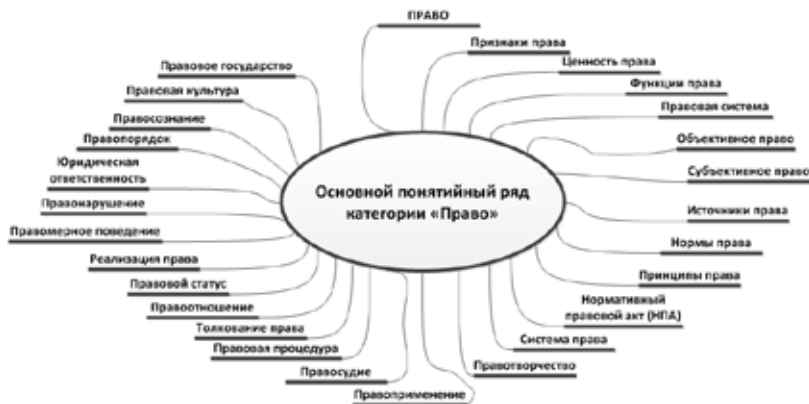 ПРАВО
Признаки права
Ценность права
Функции права
Правовая система
Объективное право
Субъективное право
Источники права
Нормы права
Принципы права
Нормативный
правовой акт (НПА)
Система права
Правотворчество
Правоприменение
Правосудие
Правовая процедура
Толкование права
Правоотношение
Правовой статус
Реализация права
Правомерное поведение
Правонарушение
Юридическая
ответственность
Правопорядок
Правосознание
Правовая культура
Правовое государство
Основной понятийный ряд
категории «Право»